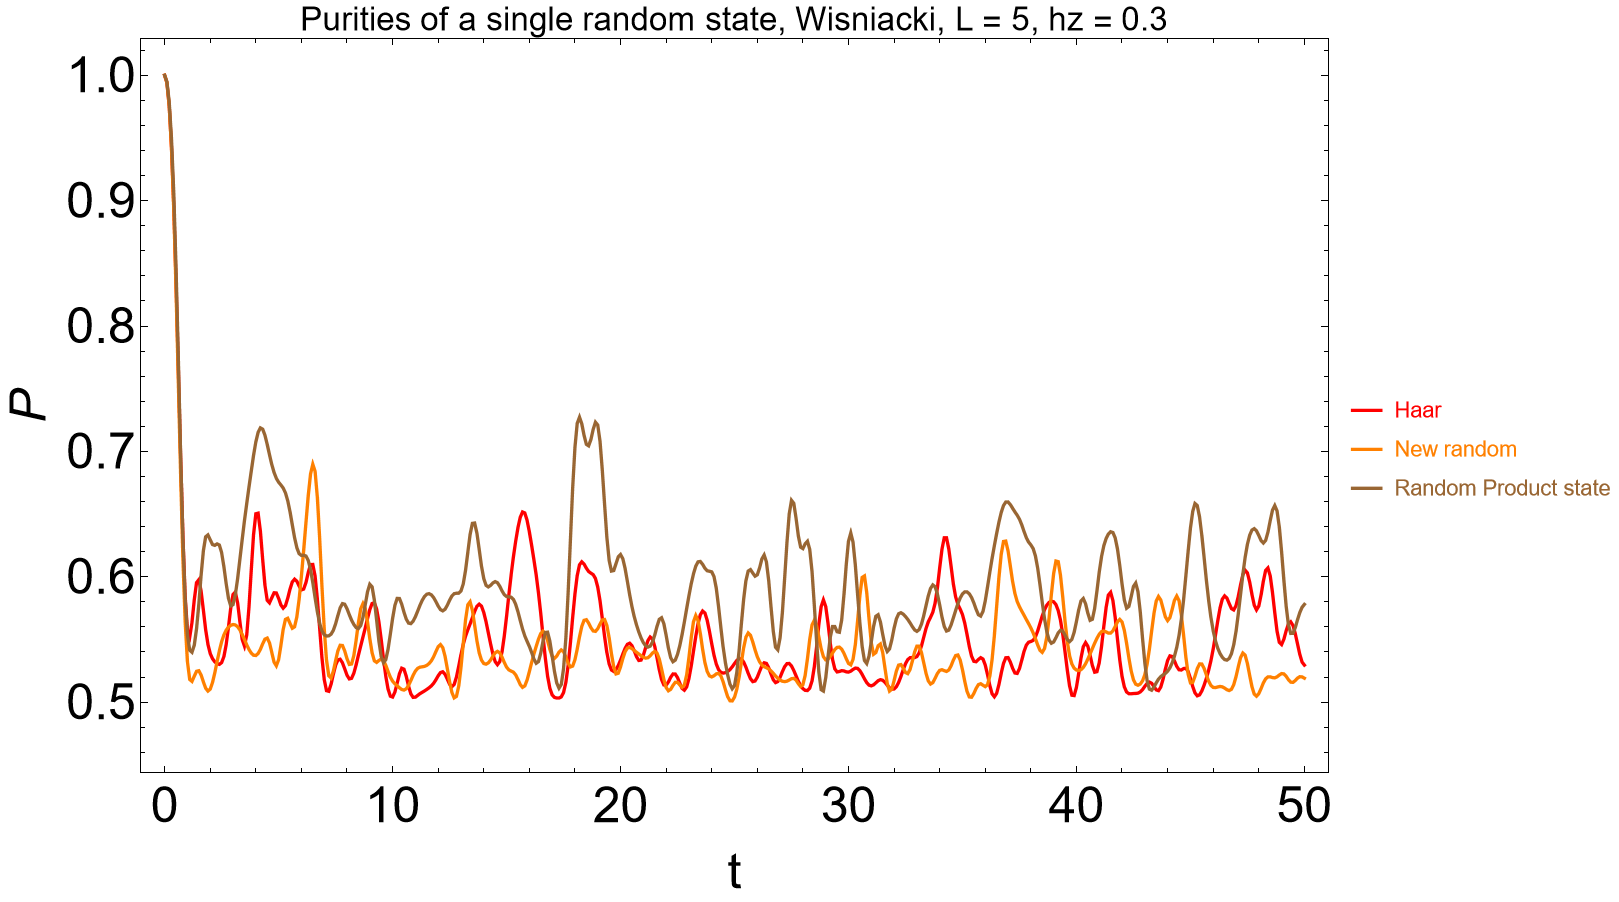 Purities of a single random state, Wisniacki, L = 5, hz = 0.3
1.0
0.9
0.8
0.7
0.6
0.5
P
0 10 20 30 40 50
t
Haar
New random
Random Product state